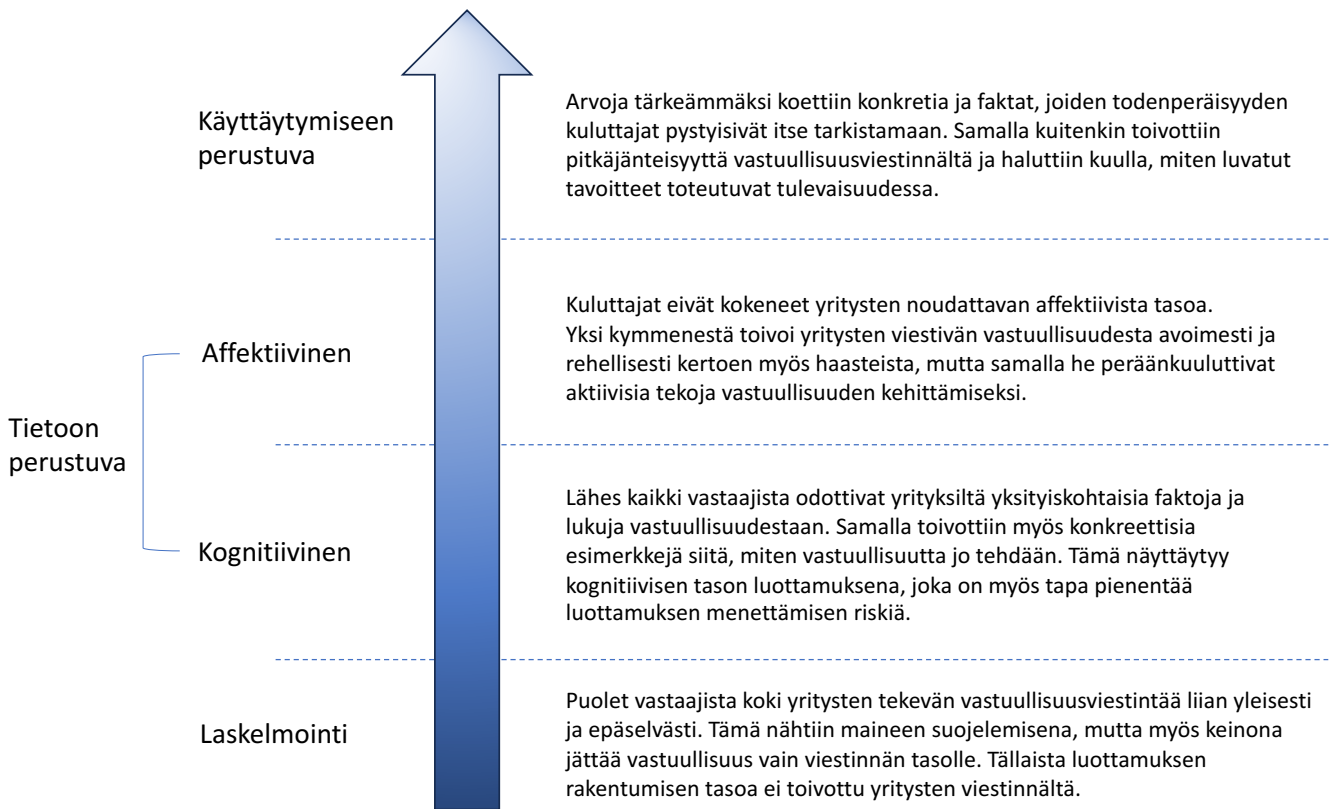 Käyttäytymiseen
perustuva
Arvoja tärkeämmäksi koettiin konkretia ja faktat, joiden todenperäisyyden
kuluttajat pystyisivät itse tarkistamaan. Samalla kuitenkin toivottiin
pitkäjänteisyyttä vastuullisuusviestinnältä ja haluttiin kuulla, miten luvatut
tavoitteet toteutuvat tulevaisuudessa.
Tietoon
perustuva
Affektiivinen
Kuluttajat eivät kokeneet yritysten noudattavan affektiivista tasoa.
Yksi kymmenestä toivoi yritysten viestivän vastuullisuudesta avoimesti ja
rehellisesti kertoen myös haasteista, mutta samalla he peräänkuuluttivat
aktiivisia tekoja vastuullisuuden kehittämiseksi.
Kognitiivinen
Lähes kaikki vastaajista odottivat yrityksiltä yksityiskohtaisia faktoja ja
lukuja vastuullisuudestaan. Samalla toivottiin myös konkreettisia
esimerkkejä siitä, miten vastuullisuutta jo tehdään. Tämä näyttäytyy
kognitiivisen tason luottamuksena, joka on myös tapa pienentää
luottamuksen menettämisen riskiä.
Laskelmointi
Puolet vastaajista koki yritysten tekevän vastuullisuusviestintää liian yleisesti
ja epäselvästi. Tämä nähtiin maineen suojelemisena, mutta myös keinona
jättää vastuullisuus vain viestinnän tasolle. Tällaista luottamuksen
rakentumisen tasoa ei toivottu yritysten viestinnältä.